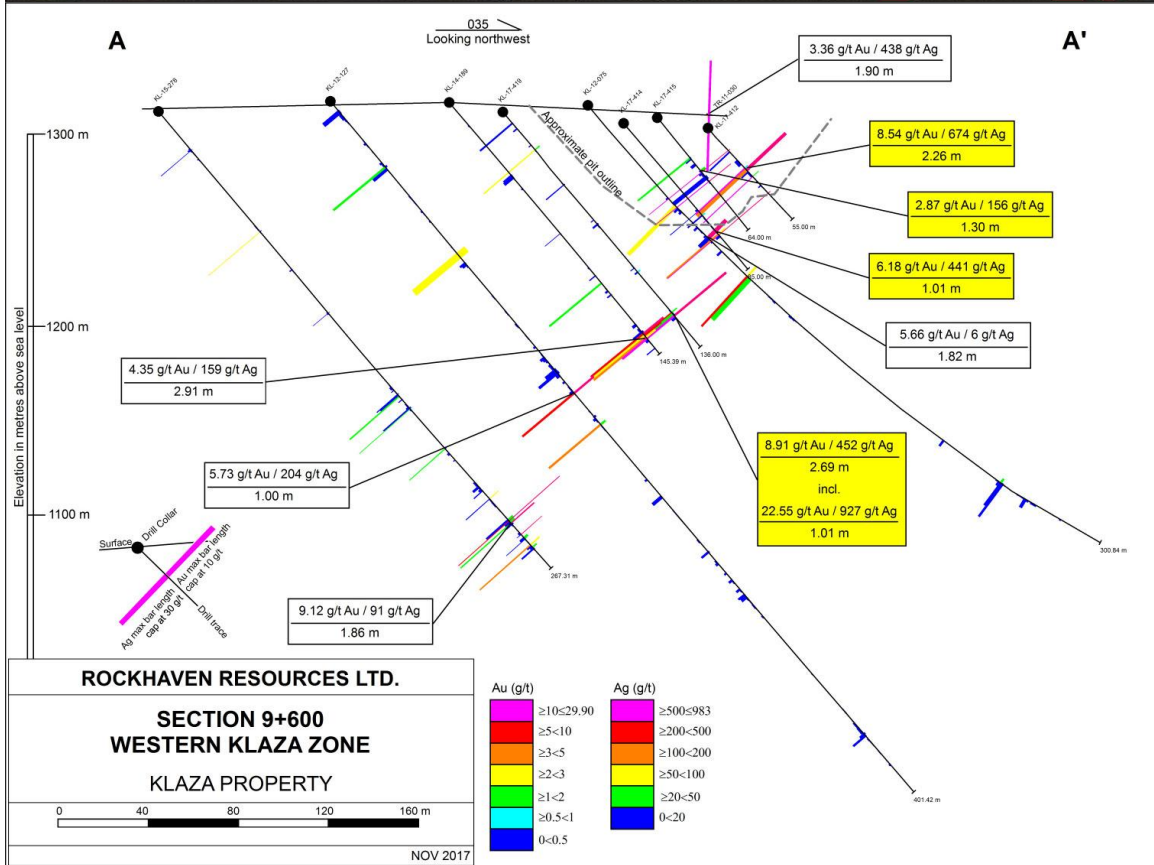 A
035
Looking northwest
A'
KL-15-278
KL-12-127
KL-14-189
KL-17-419
KL-12-075
KL-17-414
KL-17-415
TR-11-030
KL-17-412
3.36 g/t Au / 438 g/t Ag
1.90 m
1300 m
Approximate pit outline
8.54 g/t Au / 674 g/t Ag
2.26 m
2.87 g/t Au / 156 g/t Ag
1.30 m
55.00 m
64.00 m
6.18 g/t Au / 441 g/t Ag
1.01 m
Elevation in metres above sea level
1200 m
5.66 g/t Au / 6 g/t Ag
1.82 m
136.00 m
145.39 m
4.35 g/t Au / 159 g/t Ag
2.91 m
8.91 g/t Au / 452 g/t Ag
2.69 m
incl.
22.55 g/t Au / 927 g/t Ag
1.01 m
5.73 g/t Au / 204 g/t Ag
1.00 m
1100 m
300.84 m
Drill Collar
Surface
Au max bar length
cap at 10 g/t
Ag max bar length
cap at 30 g/t
Drill trace
267.31 m
9.12 g/t Au / 91 g/t Ag
1.86 m
401.42 m
ROCKHAVEN RESOURCES LTD.
SECTION 9+600
WESTERN KLAZA ZONE
KLAZA PROPERTY
0 40 80 120 160 m
NOV 2017
Au (g/t)
≥10≤29.90
≥5<10
≥3<5
≥2<3
≥1<2
≥0.5<1
0<0.5
Ag (g/t)
≥500≤983
≥200<500
≥100<200
≥50<100
≥20<50
0<20